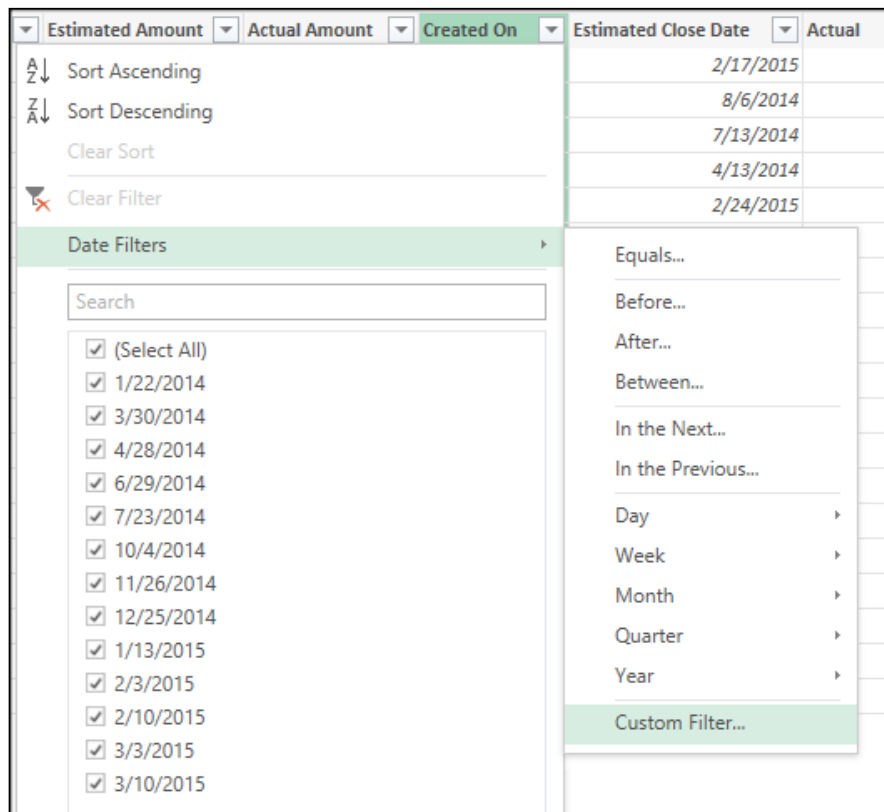 Estimated Amount Actual Amount Created On Estimated Close Date Actual
Sort Ascending
Sort Descending
Clear Sort
Clear Filter
Date Filters
Search
(Select All)
1/22/2014
3/30/2014
4/28/2014
6/29/2014
7/23/2014
10/4/2014
11/26/2014
12/25/2014
1/13/2015
2/3/2015
2/10/2015
3/3/2015
3/10/2015
2/17/2015
8/6/2014
7/13/2014
4/13/2014
2/24/2015
Equals...
Before...
After...
Between...
In the Next...
In the Previous...
Day
Week
Month
Quarter
Year
Custom Filter...